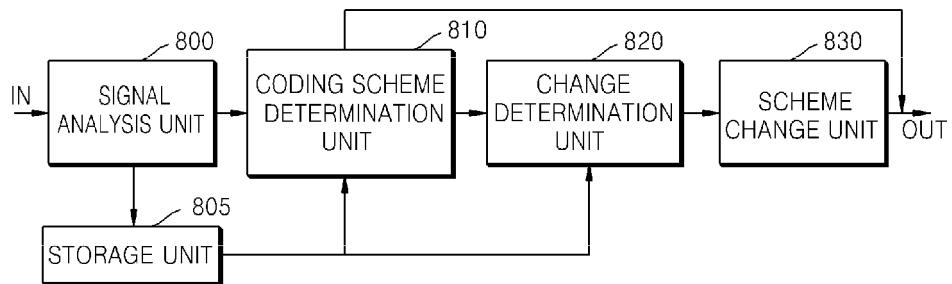 800
810
820
830
IN
SIGNAL
ANALYSIS UNIT
CODING SCHEME
DETERMINATION
UNIT
CHANGE
DETERMINATION
UNIT
SCHEME
CHANGE UNIT
OUT
805
STORAGE UNIT